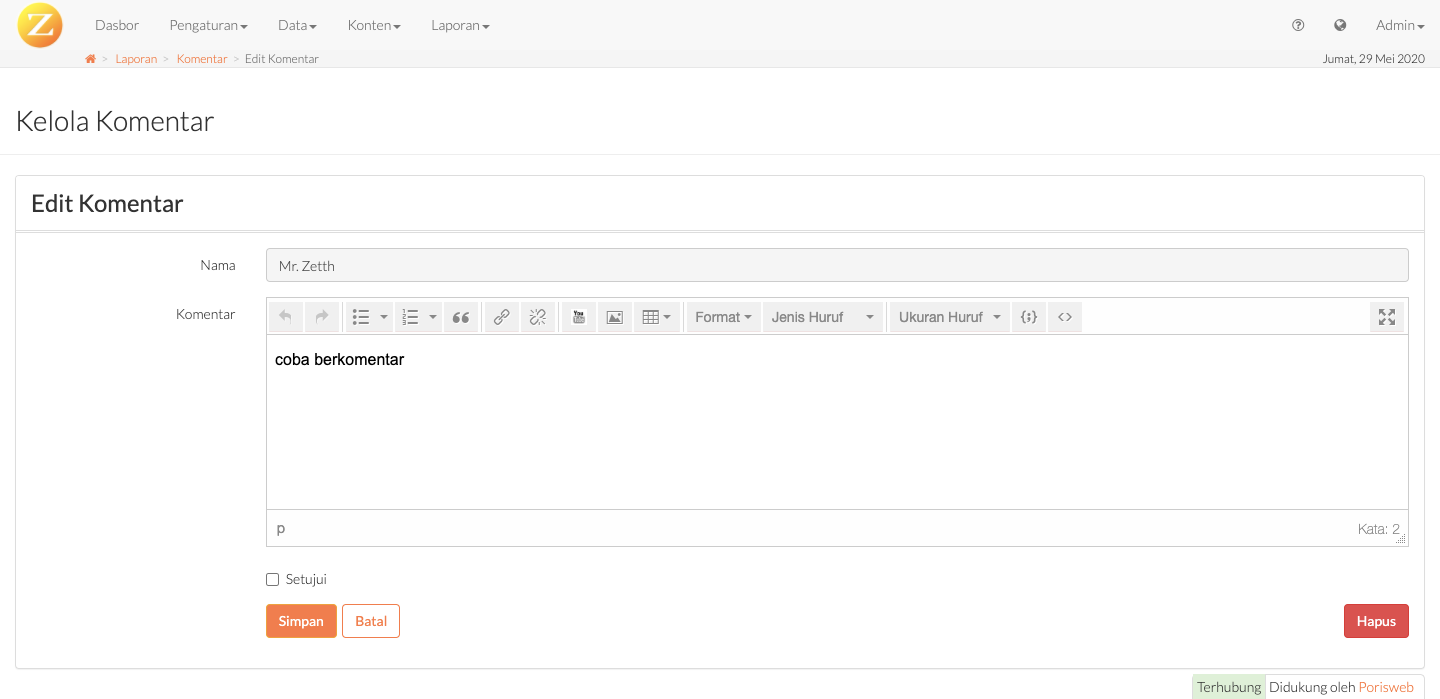 Z Dasbor Pengaturan Data Konten Laporan Admin
> Laporan > Komentar > Edit Komentar Jumat, 29 Mei 2020
Kelola Komentar
Edit Komentar
Nama Mr. Zetth
Komentar Format Jenis Huruf Ukuran Huruf
coba berkomentar
p Kata: 2
Setujui
Simpan Batal Hapus
Terhubung Didukung oleh Porisweb